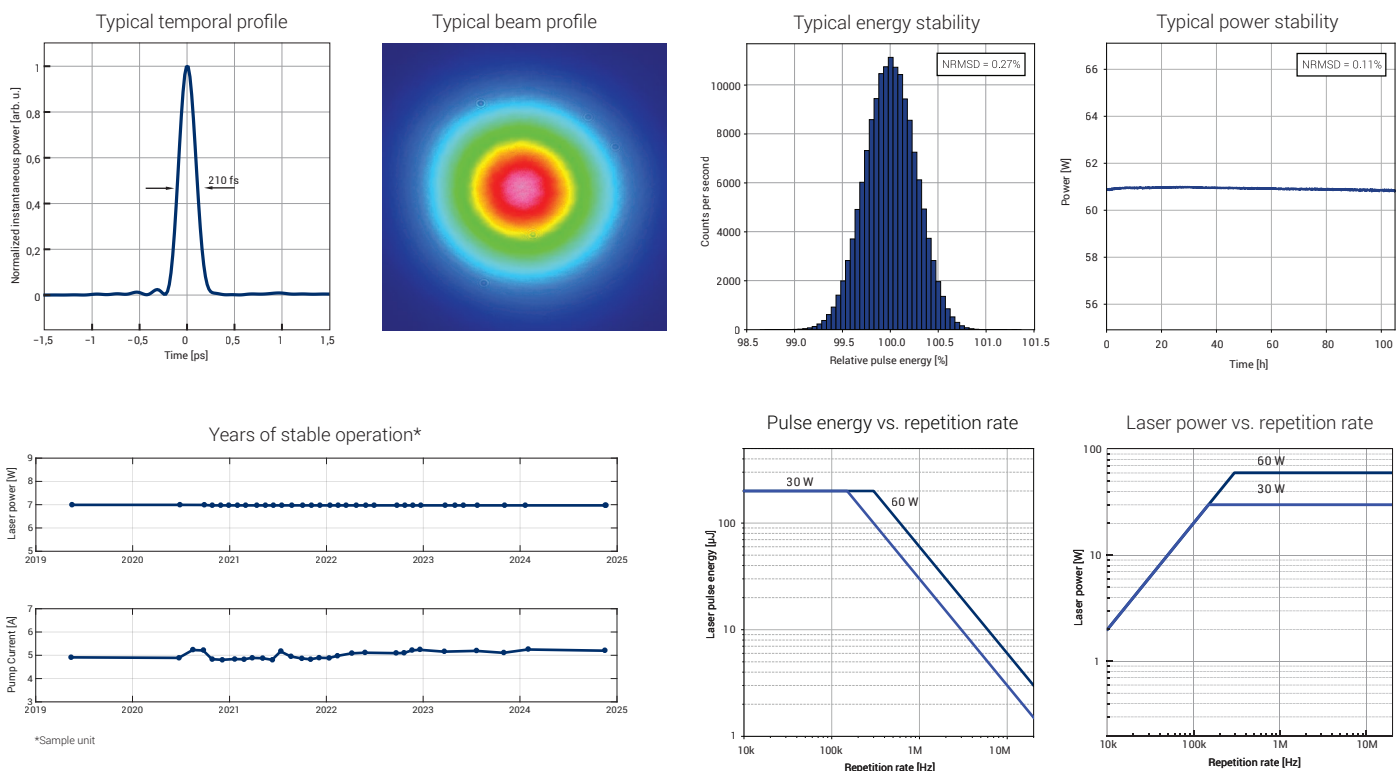 Typical temporal profile
Normalized instantaneous power [arb. u.]
1
0,8
0,6
0,4
0,2
0
210 fs
−1,5 −1 −0,5 0 0,5 1 1,5
Time [ps]
Typical beam profile
Typical energy stability
Counts per second
10000
8000
6000
4000
2000
0
NRMSD = 0.27%
98.5 99.0 99.5 100.0 100.5 101.0 101.5
Relative pulse energy [%]
Typical power stability
Power [W]
66
64
62
60
58
56
NRMSD = 0.11%
0 20 40 60 80 100
Time [h]
Years of stable operation*
Laser power [W]
9
8
7
6
5
2019 2020 2021 2022 2023 2024 2025
Pump Current [A]
7
6
5
4
3
2019 2020 2021 2022 2023 2024 2025
*Sample unit
Pulse energy vs. repetition rate
Laser pulse energy [µJ]
100
10
1
30 W
60 W
10k 100k 1M 10M
Repetition rate [Hz]
Laser power vs. repetition rate
Laser power [W]
100
10
1
60 W
30 W
10k 100k 1M 10M
Repetition rate [Hz]